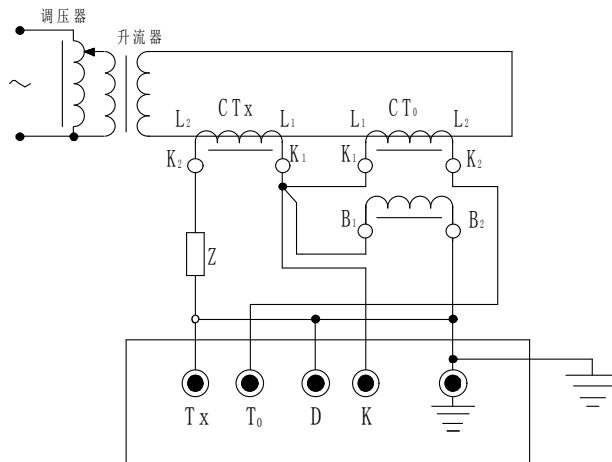 调压器
升流器
~
L₂ CTx L₁ L₁ CT₀ L₂
K₂ K₁ K₁ K₂
B₁ B₂
Z
Tx T₀ D K